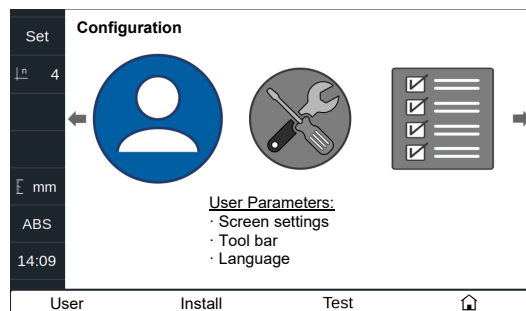 Set
Configuration
n 4
mm
ABS
14:09
User Parameters:
· Screen settings
· Tool bar
· Language
User Install Test